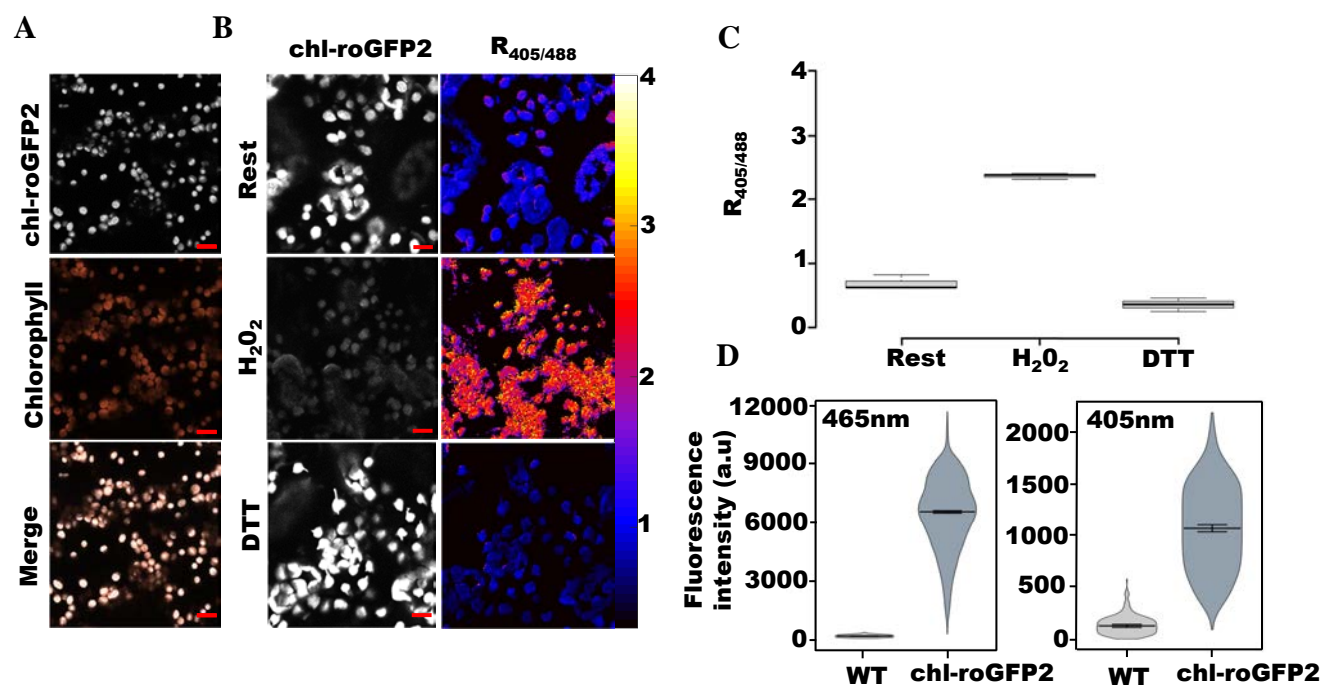 A
chl-roGFP2
Chlorophyll
Merge
B
chl-roGFP2
R405/488
Rest
H2O2
DTT
4
3
2
1
C
R405/488
4
3
2
1
0
Rest
H2O2
DTT
D
Fluorescence
intensity (a.u)
465nm
12000
9000
6000
3000
0
WT
chl-roGFP2
405nm
2000
1500
1000
500
0
WT
chl-roGFP2